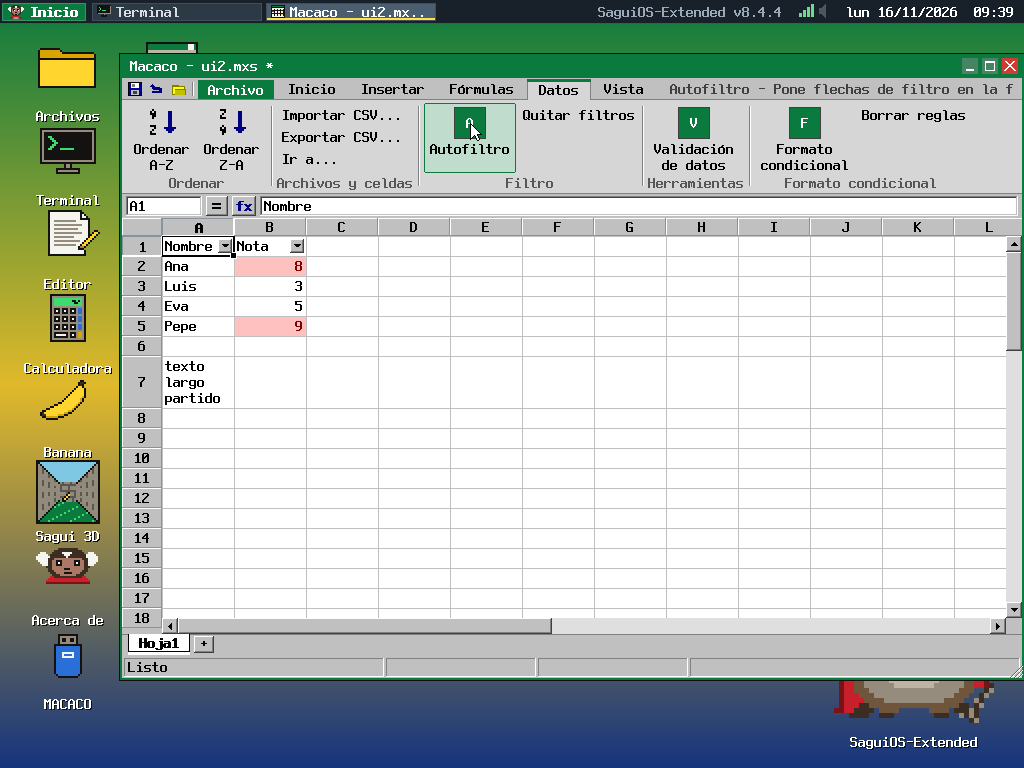 Inicio
Terminal
Macaco - ui2.mx..
SaguiOS-Extended v8.4.4
lun 16/11/2026
09:39
Archivos
Terminal
Editor
Calculadora
Banana
Sagui 3D
Acerca de
MACACO
Macaco - ui2.mxs *
Archivo
Inicio
Insertar
Fórmulas
Datos
Vista
Autofiltro - Pone flechas de filtro en la f
A
Z
Ordenar
A-Z
Z
A
Ordenar
Z-A
Ordenar
Importar CSV...
Exportar CSV...
Ir a...
Archivos y celdas
A
Autofiltro
Quitar filtros
Filtro
V
Validación
de datos
Herramientas
F
Formato
condicional
Borrar reglas
Formato condicional
A1
=
fx
Nombre
A B C D E F G H I J K L
1 Nombre Nota
2 Ana 8
3 Luis 3
4 Eva 5
5 Pepe 9
6
7 texto
largo
partido
8
9
10
11
12
13
14
15
16
17
18
Hoja1
+
Listo
SaguiOS-Extended